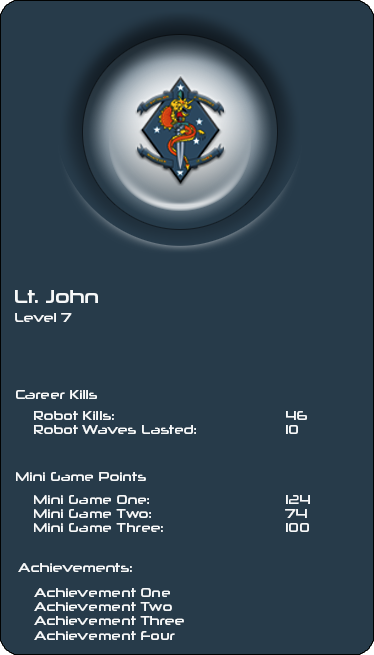 Lt. John
Level 7
Career Kills
Robot Kills: 46
Robot Waves Lasted: 10
Mini Game Points
Mini Game One: 124
Mini Game Two: 74
Mini Game Three: 100
Achievements:
Achievement One
Achievement Two
Achievement Three
Achievement Four